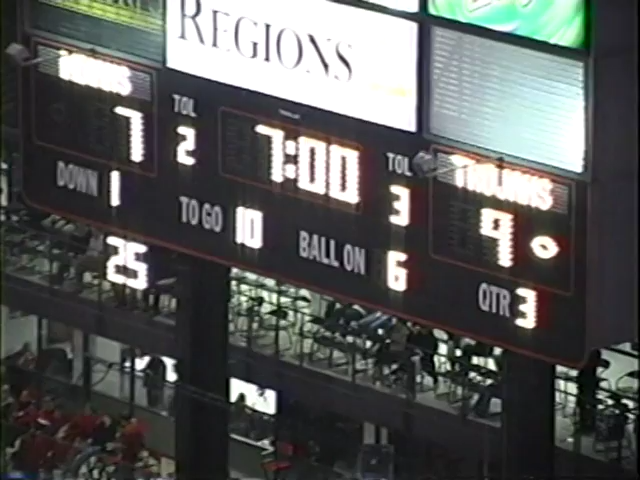 REGIONS
7
TOL
2
7:00
TOL
3
TROJANS
9
DOWN 1
TO GO 10
BALL ON 6
QTR 3
25